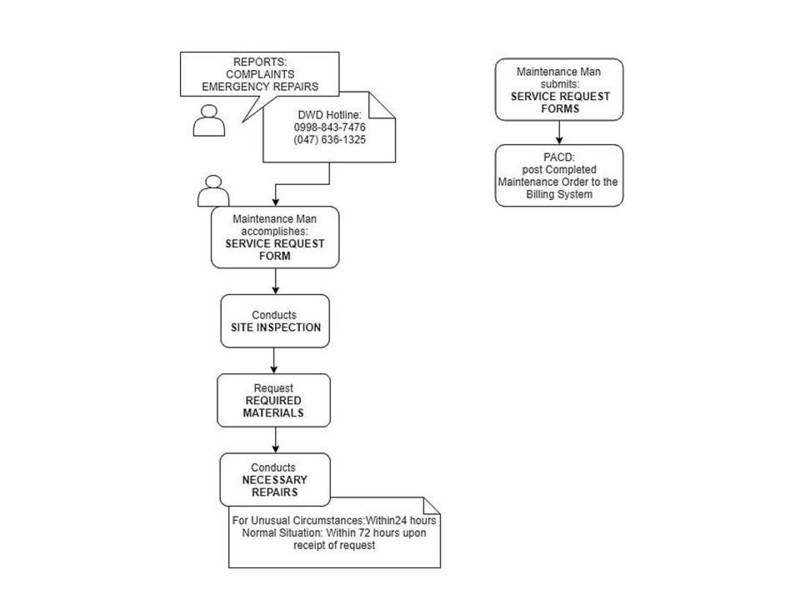 REPORTS:
COMPLAINTS
EMERGENCY REPAIRS
DWD Hotline:
0998-843-7476
(047) 636-1325
Maintenance Man
accomplishes:
SERVICE REQUEST
FORM
Conducts
SITE INSPECTION
Request
REQUIRED
MATERIALS
Conducts
NECESSARY
REPAIRS
For Unusual Circumstances:Within24 hours
Normal Situation: Within 72 hours upon
receipt of request
Maintenance Man
submits:
SERVICE REQUEST
FORMS
PACD:
post Completed
Maintenance Order to the
Billing System